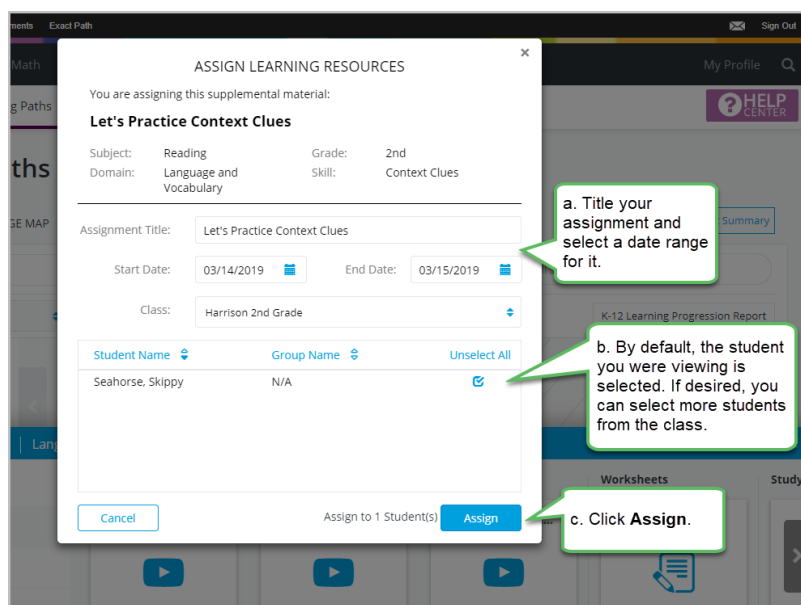 ments Exact Path Sign Out
Math My Profile
g Paths HELP CENTER
ths
GE MAP Summary
K-12 Learning Progression Report
ASSIGN LEARNING RESOURCES
You are assigning this supplemental material:
Let's Practice Context Clues
Subject: Reading Grade: 2nd
Domain: Language and Skill: Context Clues
Vocabulary
Assignment Title: Let's Practice Context Clues
Start Date: 03/14/2019 End Date: 03/15/2019
Class: Harrison 2nd Grade
Student Name Group Name Unselect All
Seahorse, Skippy N/A
Cancel Assign to 1 Student(s) Assign
a. Title your
assignment and
select a date range
for it.
b. By default, the student
you were viewing is
selected. If desired, you
can select more students
from the class.
c. Click Assign.
Lang
Worksheets Study